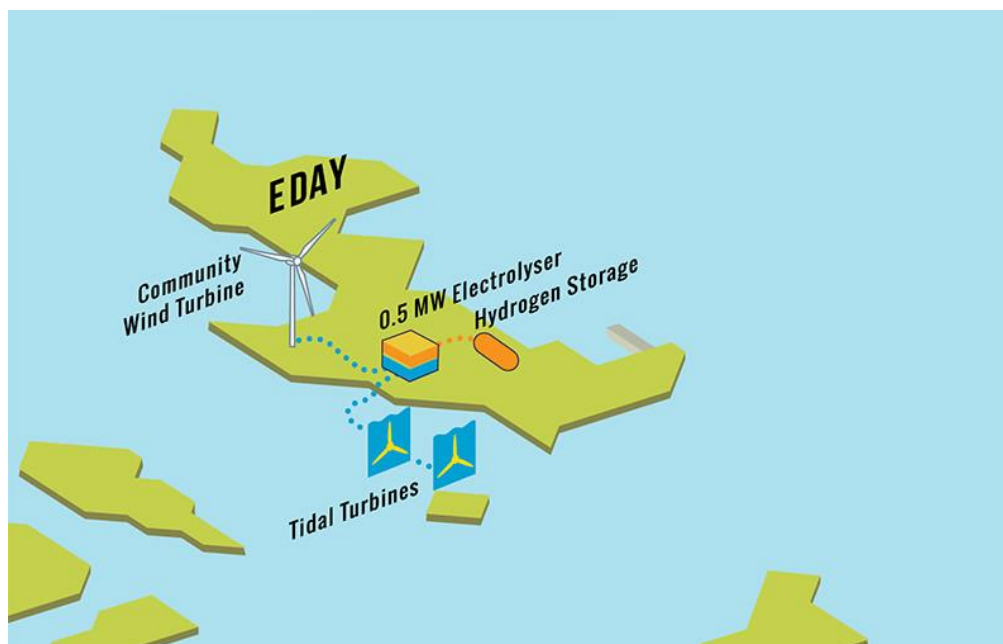 EDAY
Community
Wind Turbine
0.5 MW Electrolyser
Hydrogen Storage
Tidal Turbines